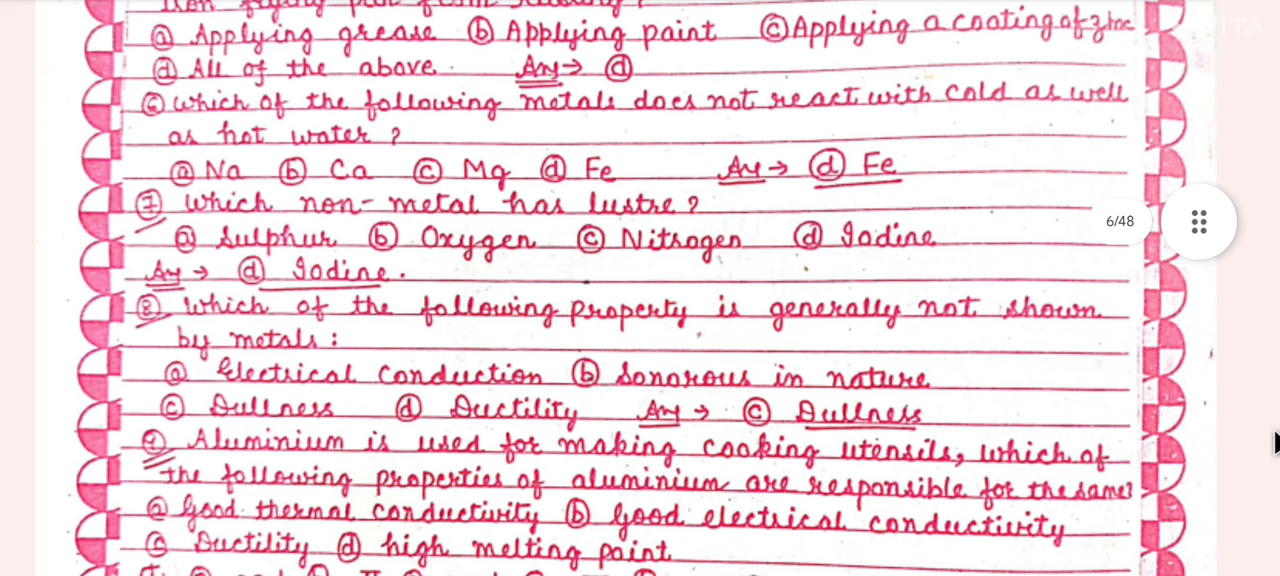 ⓐ Applying grease ⓑ Applying paint ⓒ Applying a coating of zinc
ⓓ All of the above. Ans → ⓓ
⑥ Which of the following metals does not react with cold as well
as hot water ?
ⓐ Na ⓑ Ca ⓒ Mg ⓓ Fe Ans → ⓓ Fe
⑦ Which non-metal has lustre ?
ⓐ Sulphur ⓑ Oxygen ⓒ Nitrogen ⓓ Iodine
Ans → ⓓ Iodine.
⑧ Which of the following property is generally not shown
by metals :
ⓐ Electrical conduction ⓑ Sonorous in nature
ⓒ Dullness ⓓ Ductility Ans → ⓒ Dullness
⑨ Aluminium is used for making cooking utensils, which of
the following properties of aluminium are responsible for the same?
ⓐ Good thermal conductivity ⓑ Good electrical conductivity
ⓒ Ductility ⓓ high melting point
6/48